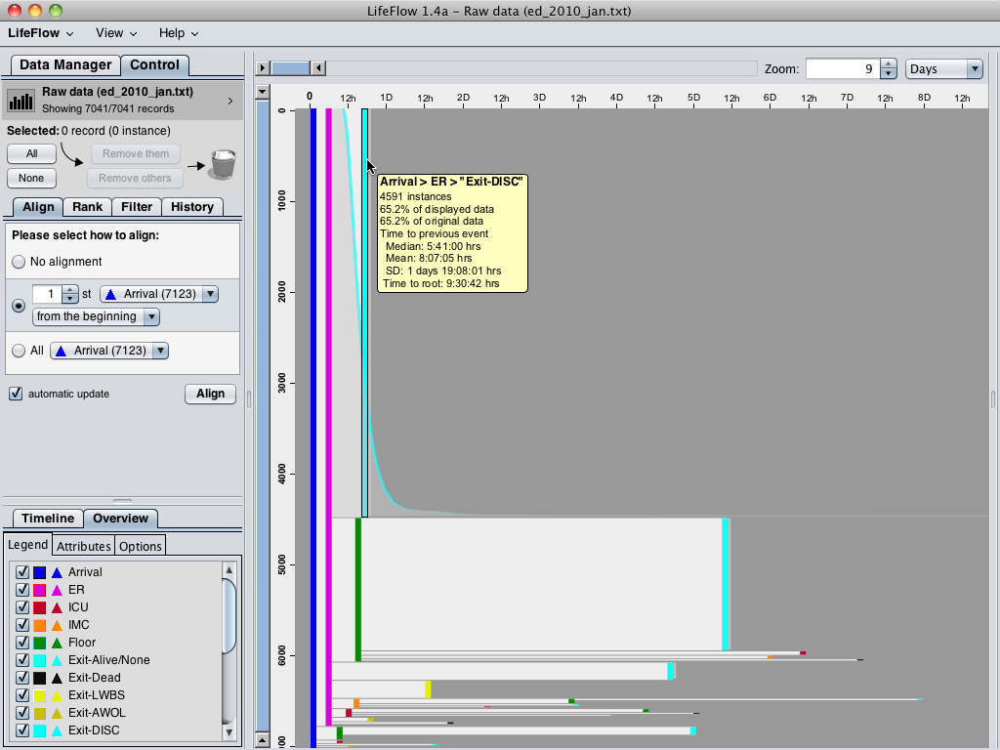 LifeFlow 1.4a - Raw data (ed_2010_jan.txt)
LifeFlow View Help
Data Manager Control
Raw data (ed_2010_jan.txt)
Showing 7041/7041 records
Selected: 0 record (0 instance)
All Remove them
None Remove others
Align Rank Filter History
Please select how to align:
No alignment
1 st Arrival (7123)
from the beginning
All Arrival (7123)
automatic update Align
Timeline Overview
Legend Attributes Options
Arrival
ER
ICU
IMC
Floor
Exit-Alive/None
Exit-Dead
Exit-LWBS
Exit-AWOL
Exit-DISC
Zoom: 9 Days
0 12h 1D 12h 2D 12h 3D 12h 4D 12h 5D 12h 6D 12h 7D 12h 8D 12h
0
1000
2000
3000
4000
5000
6000
Arrival > ER > "Exit-DISC"
4591 instances
65.2% of displayed data
65.2% of original data
Time to previous event
Median: 5:41:00 hrs
Mean: 8:07:05 hrs
SD: 1 days 19:08:01 hrs
Time to root: 9:30:42 hrs